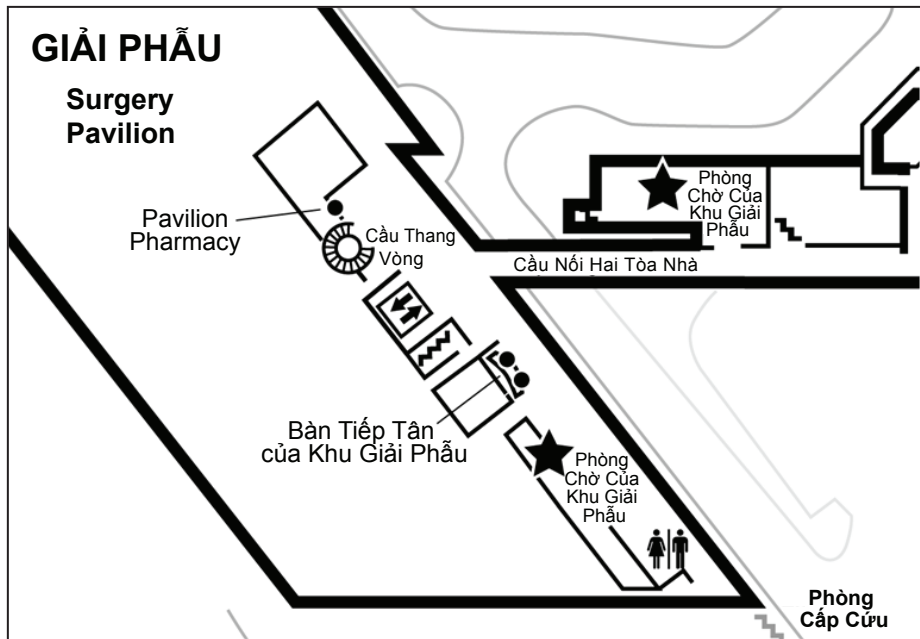 GIẢI PHẪU
Surgery
Pavilion
Pavilion
Pharmacy
Cầu Thang
Vòng
Phòng
Chờ Của
Khu Giải
Phẫu
Cầu Nối Hai Tòa Nhà
Bàn Tiếp Tân
của Khu Giải Phẫu
Phòng
Chờ Của
Khu Giải
Phẫu
Phòng
Cấp Cứu